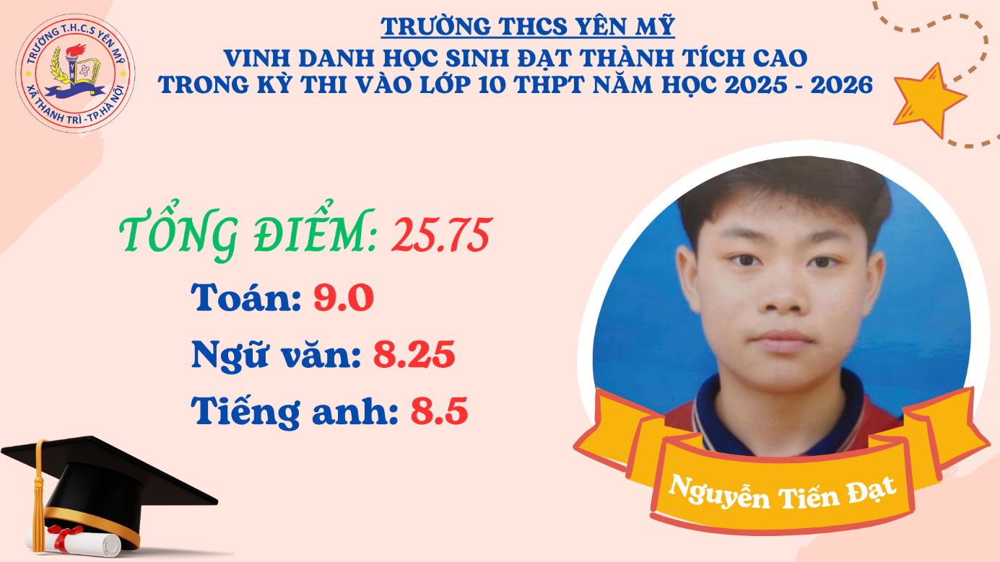 TRƯỜNG T.H.C.S YÊN MỸ
XÃ THANH TRÌ - TP.HÀ NỘI
TRƯỜNG THCS YÊN MỸ
VINH DANH HỌC SINH ĐẠT THÀNH TÍCH CAO
TRONG KỲ THI VÀO LỚP 10 THPT NĂM HỌC 2025 - 2026
TỔNG ĐIỂM: 25.75
Toán: 9.0
Ngữ văn: 8.25
Tiếng anh: 8.5
Nguyễn Tiến Đạt